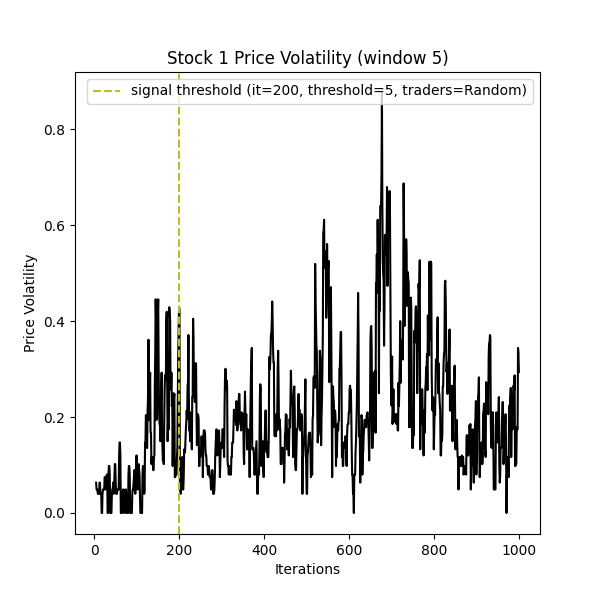 Stock 1 Price Volatility (window 5)
signal threshold (it=200, threshold=5, traders=Random)
0.8
0.6
0.4
0.2
0.0
Price Volatility
0 200 400 600 800 1000
Iterations